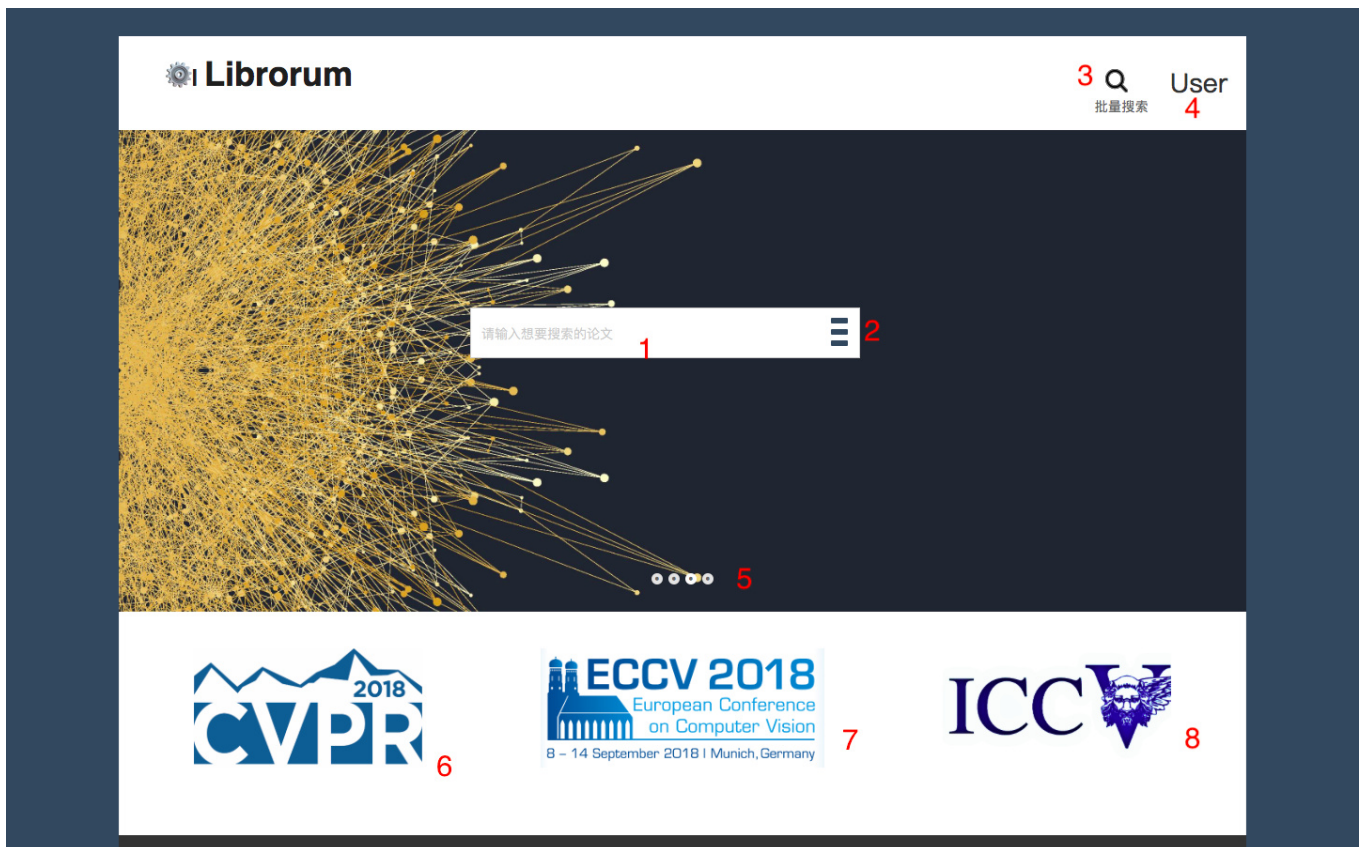 Librorum
3
批量搜索
User
4
请输入想要搜索的论文
1
2
5
2018
CVPR
6
ECCV 2018
European Conference
on Computer Vision
8 – 14 September 2018 | Munich, Germany
7
ICCV
8